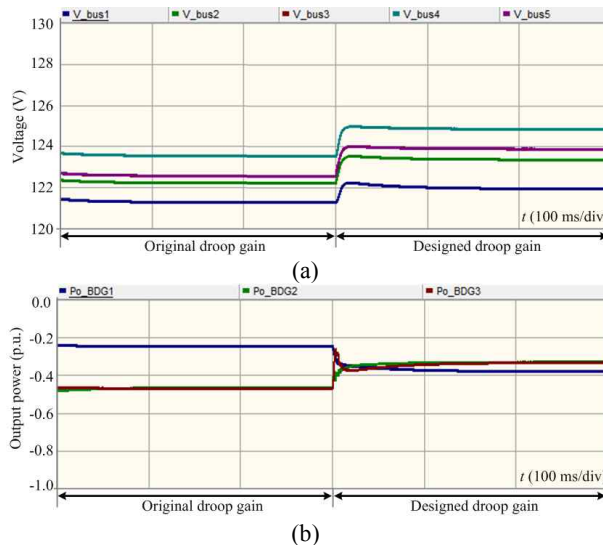 V_bus1 V_bus2 V_bus3 V_bus4 V_bus5
130
128
126
124
122
120
Voltage (V)
t (100 ms/div
Original droop gain Designed droop gain
(a)
Po_BDG1 Po_BDG2 Po_BDG3
0.0
-0.2
-0.4
-0.6
-0.8
-1.0
Output power (p.u.)
t (100 ms/div
Original droop gain Designed droop gain
(b)